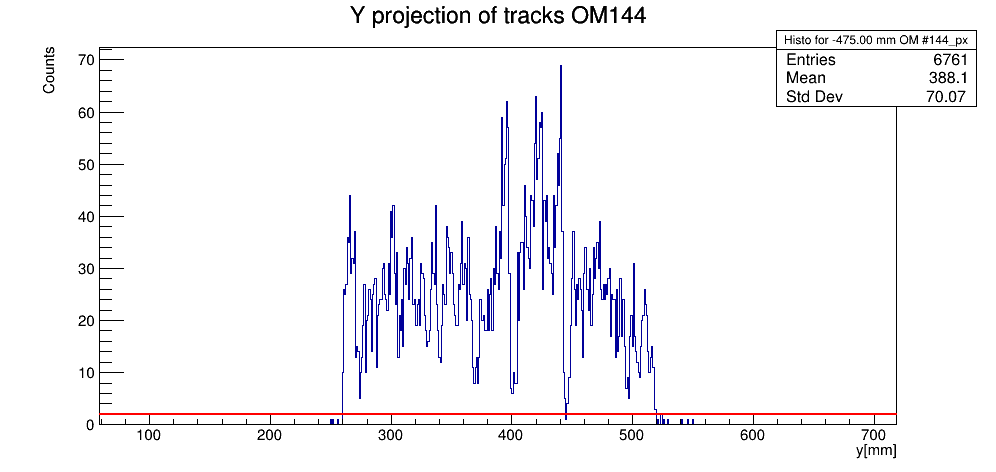 Y projection of tracks OM144
Histo for -475.00 mm OM #144_px
Entries 6761
Mean 388.1
Std Dev 70.07
Counts
70
60
50
40
30
20
10
0
100 200 300 400 500 600 700
y[mm]